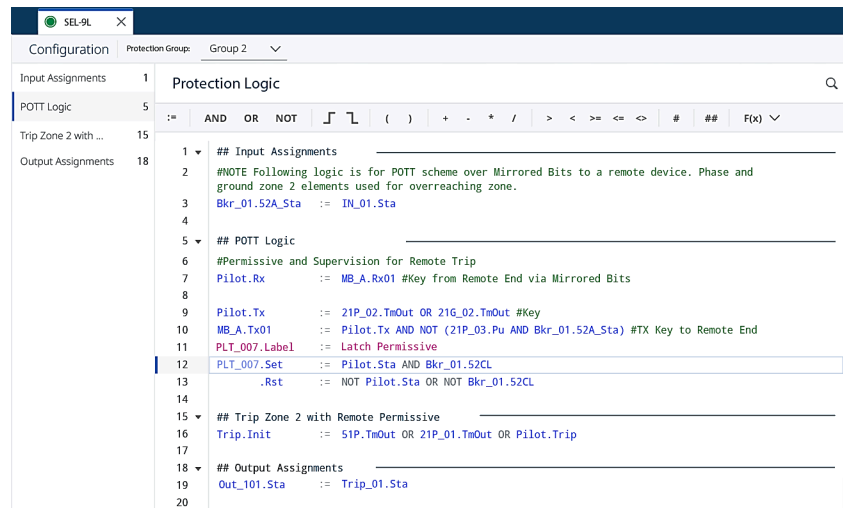 SEL-9L
Configuration Protection Group: Group 2
Input Assignments 1
POTT Logic 5
Trip Zone 2 with ... 15
Output Assignments 18
Protection Logic
:= AND OR NOT ( ) + - * / > < >= <= <> # ## F(x)
1 ## Input Assignments
2 #NOTE Following logic is for POTT scheme over Mirrored Bits to a remote device. Phase and
ground zone 2 elements used for overreaching zone.
3 Bkr_01.52A_Sta := IN_01.Sta
4
5 ## POTT Logic
6 #Permissive and Supervision for Remote Trip
7 Pilot.Rx := MB_A.Rx01 #Key from Remote End via Mirrored Bits
8
9 Pilot.Tx := 21P_02.TmOut OR 21G_02.TmOut #Key
10 MB_A.Tx01 := Pilot.Tx AND NOT (21P_03.Pu AND Bkr_01.52A_Sta) #TX Key to Remote End
11 PLT_007.Label := Latch Permissive
12 PLT_007.Set := Pilot.Sta AND Bkr_01.52CL
13 .Rst := NOT Pilot.Sta OR NOT Bkr_01.52CL
14
15 ## Trip Zone 2 with Remote Permissive
16 Trip.Init := 51P.TmOut OR 21P_01.TmOut OR Pilot.Trip
17
18 ## Output Assignments
19 Out_101.Sta := Trip_01.Sta
20